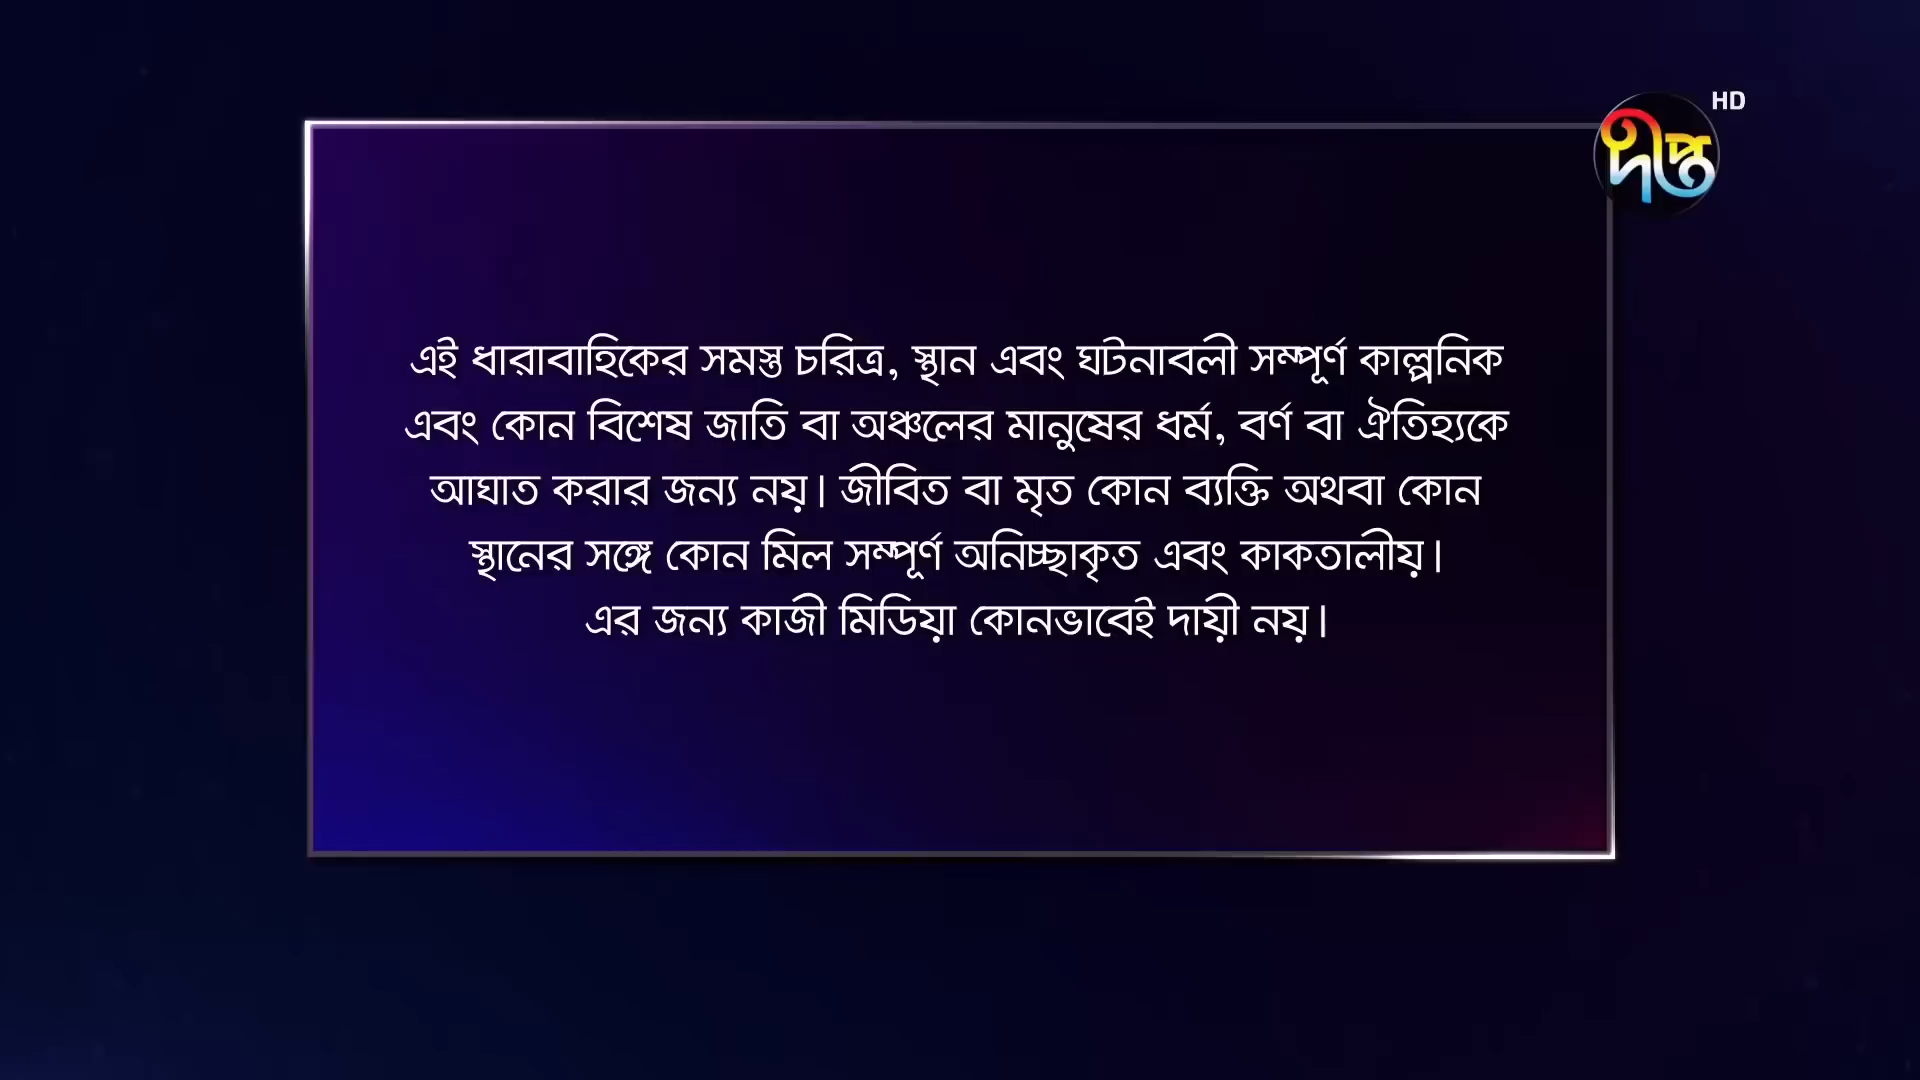 HD
দীপ্ত
এই ধারাবাহিকের সমস্ত চরিত্র, স্থান এবং ঘটনাবলী সম্পূর্ণ কাল্পনিক
এবং কোন বিশেষ জাতি বা অঞ্চলের মানুষের ধর্ম, বর্ণ বা ঐতিহ্যকে
আঘাত করার জন্য নয়। জীবিত বা মৃত কোন ব্যক্তি অথবা কোন
স্থানের সঙ্গে কোন মিল সম্পূর্ণ অনিচ্ছাকৃত এবং কাকতালীয়।
এর জন্য কাজী মিডিয়া কোনভাবেই দায়ী নয়।